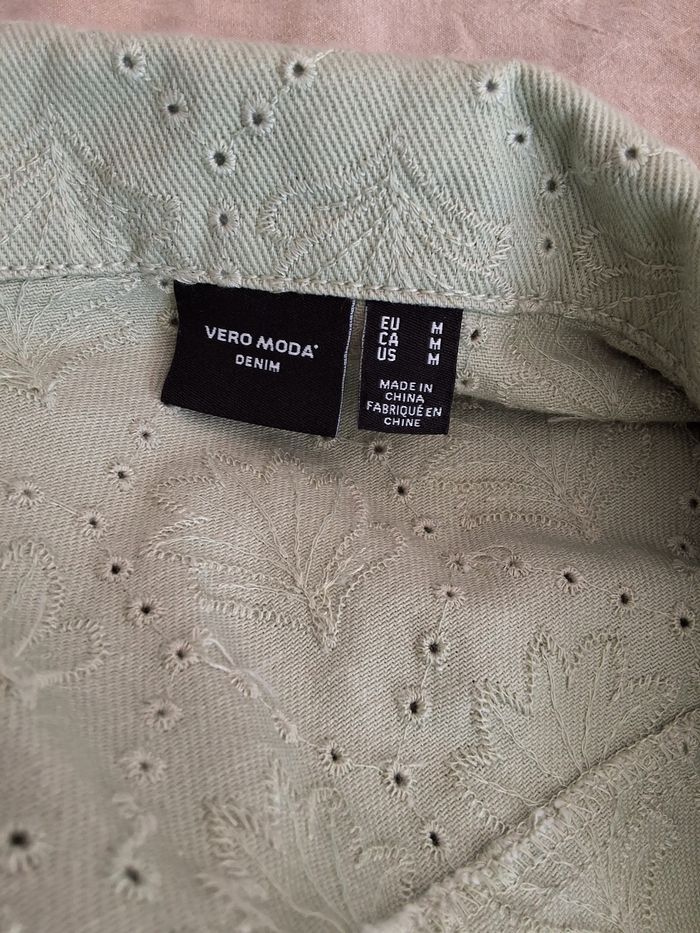 VERO MODA
DENIM
EU M
CA M
US M
MADE IN
CHINA
FABRIQUÉ EN
CHINE